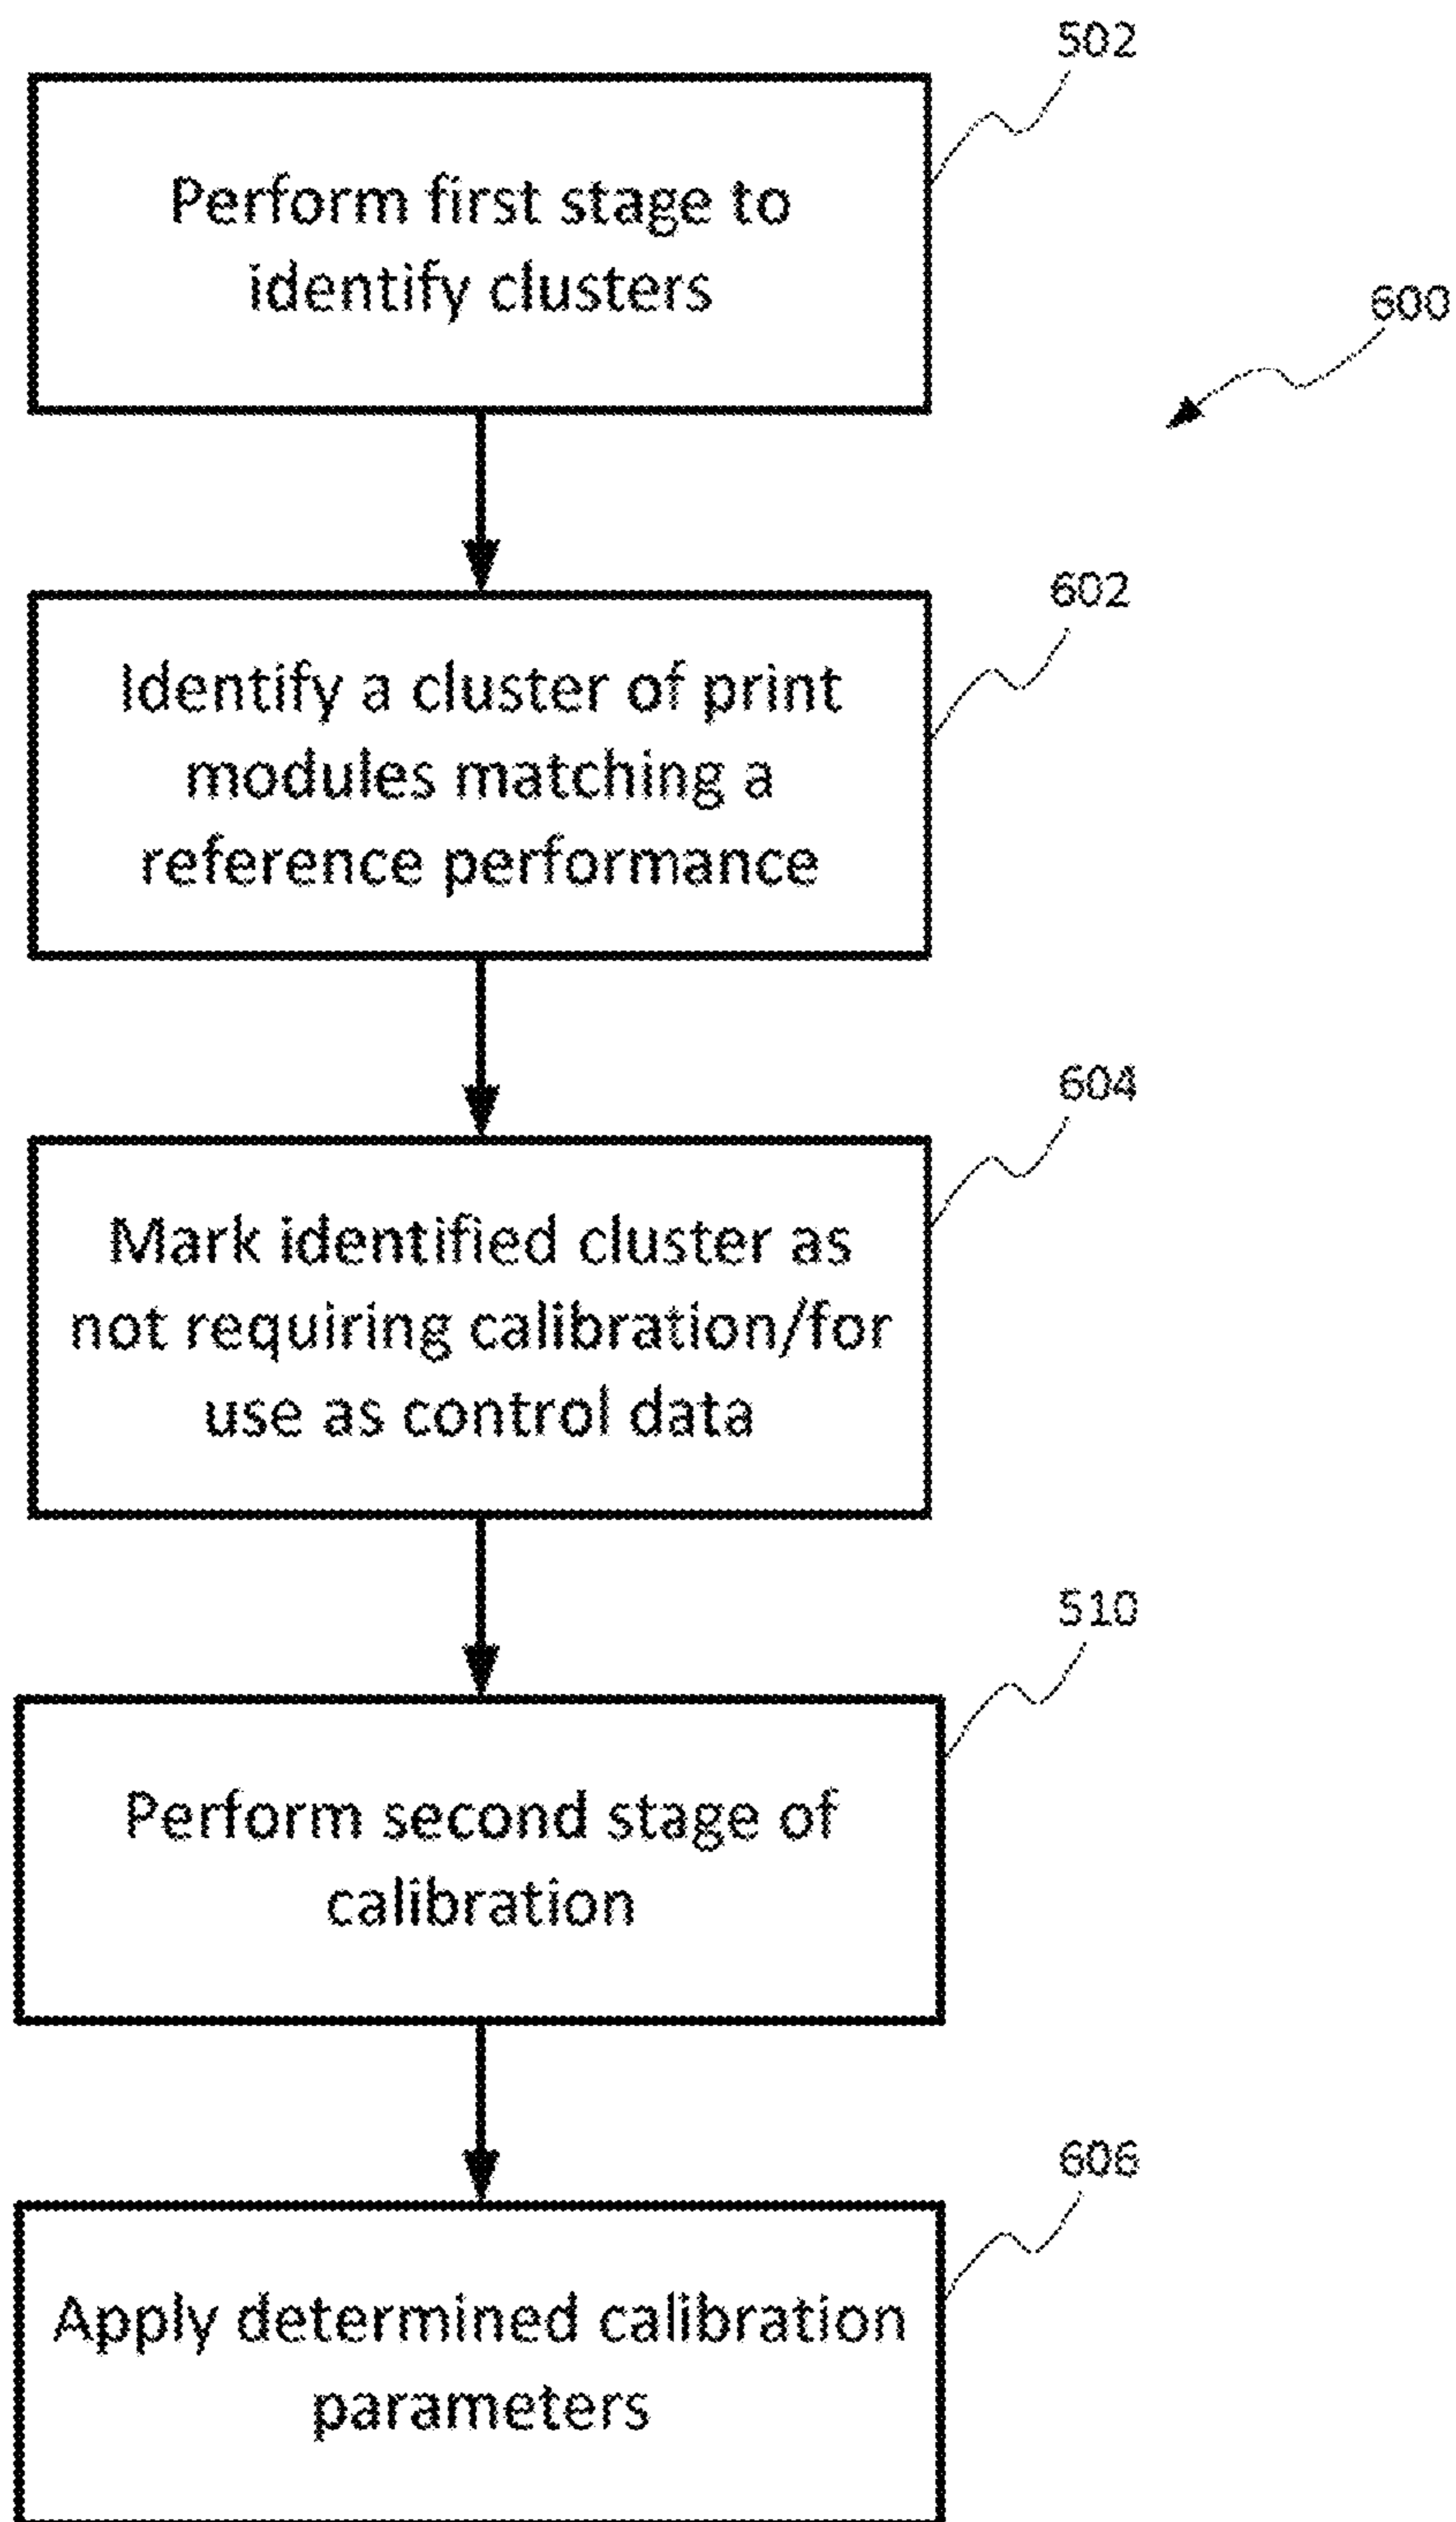 502
Perform first stage to
identify clusters
600
602
Identify a cluster of print
modules matching a
reference performance
604
Mark identified cluster as
not requiring calibration/for
use as control data
510
Perform second stage of
calibration
606
Apply determined calibration
parameters